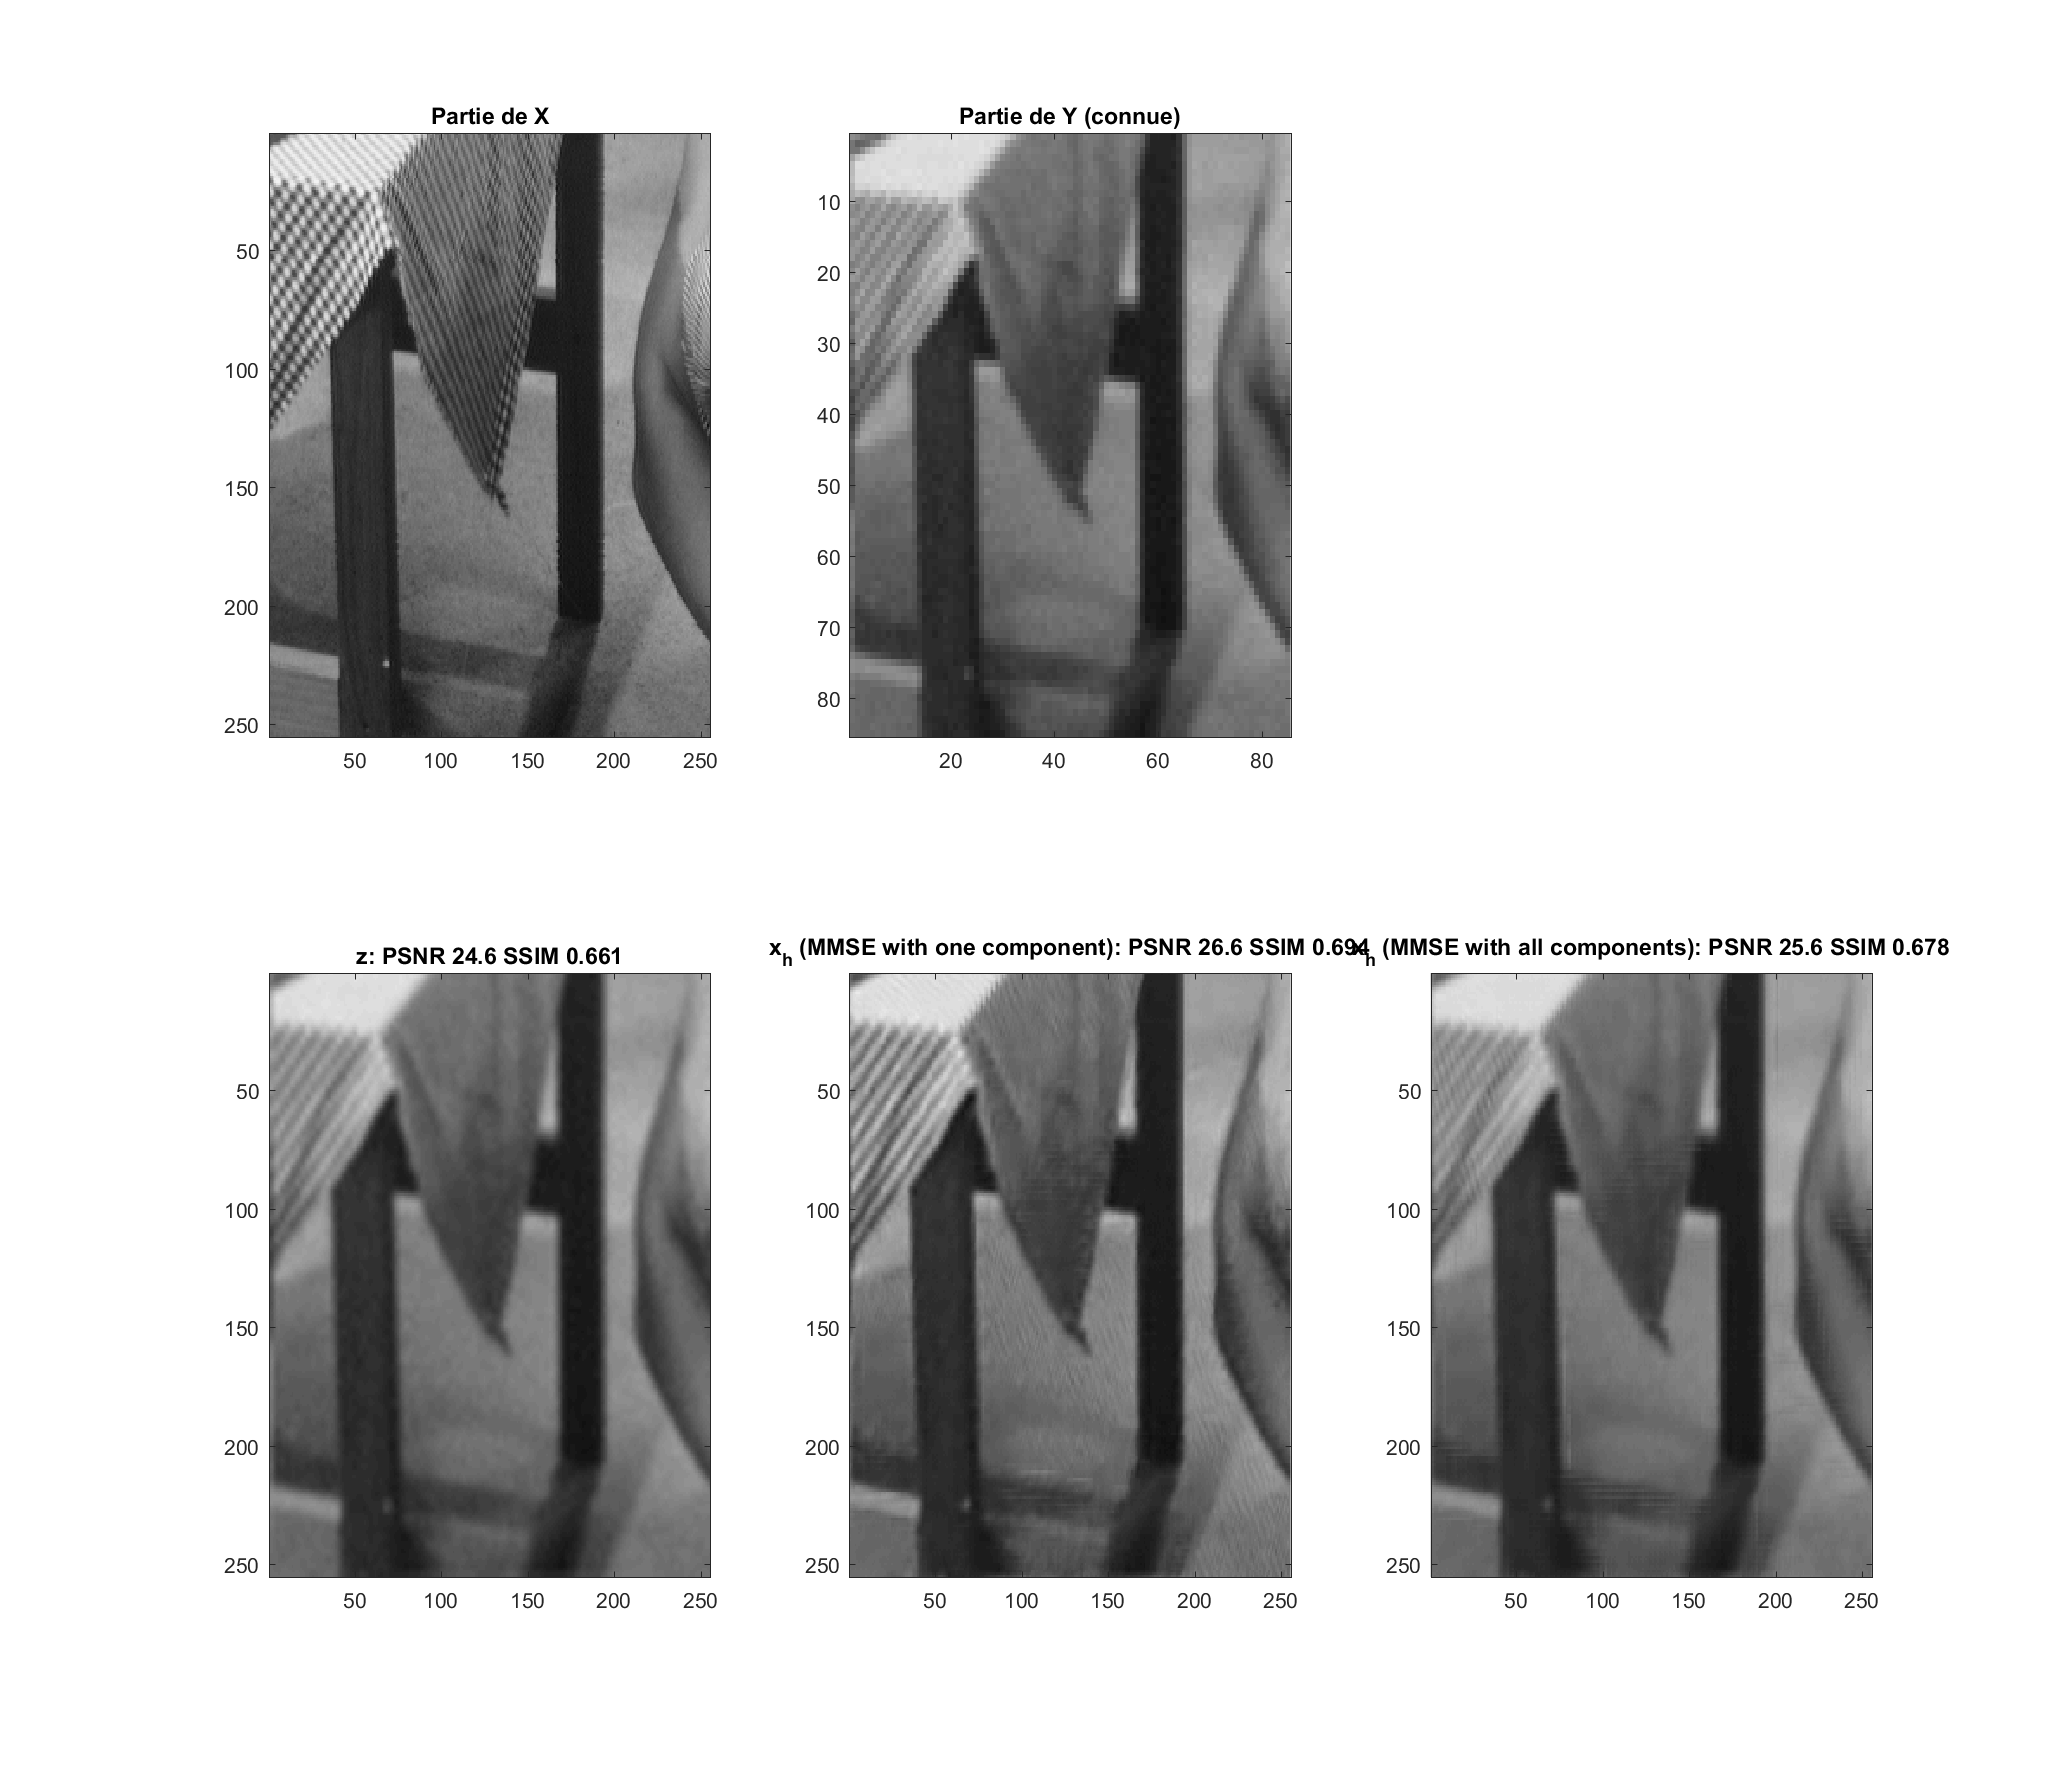 Partie de X
50
100
150
200
250
50 100 150 200 250
Partie de Y (connue)
10
20
30
40
50
60
70
80
20 40 60 80
z: PSNR 24.6 SSIM 0.661
50
100
150
200
250
50 100 150 200 250
xh (MMSE with one component): PSNR 26.6 SSIM 0.694
50
100
150
200
250
50 100 150 200 250
xh (MMSE with all components): PSNR 25.6 SSIM 0.678
50
100
150
200
250
50 100 150 200 250